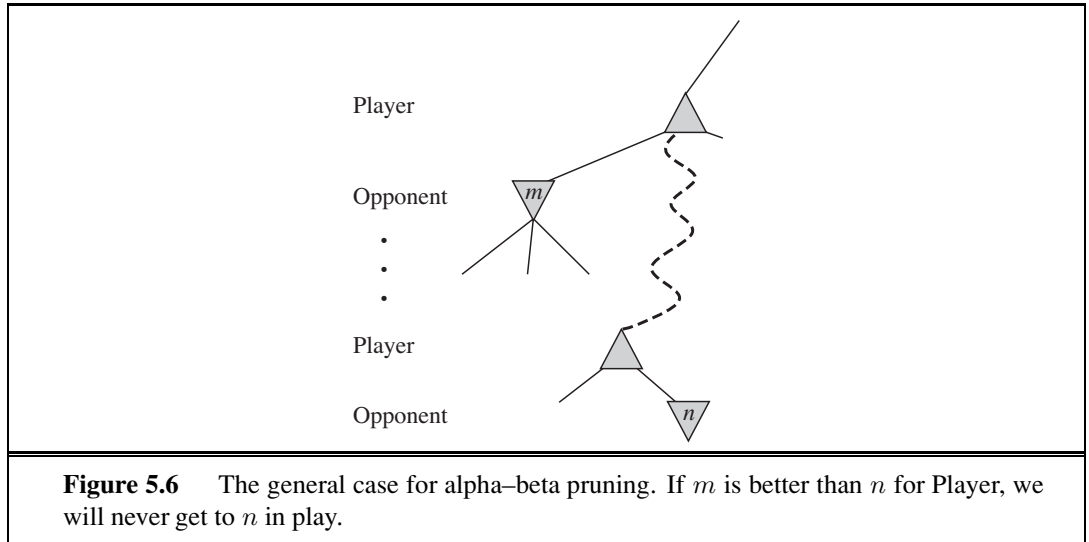 Player
Opponent
m
Player
Opponent
n
Figure 5.6 The general case for alpha–beta pruning. If m is better than n for Player, we
will never get to n in play.